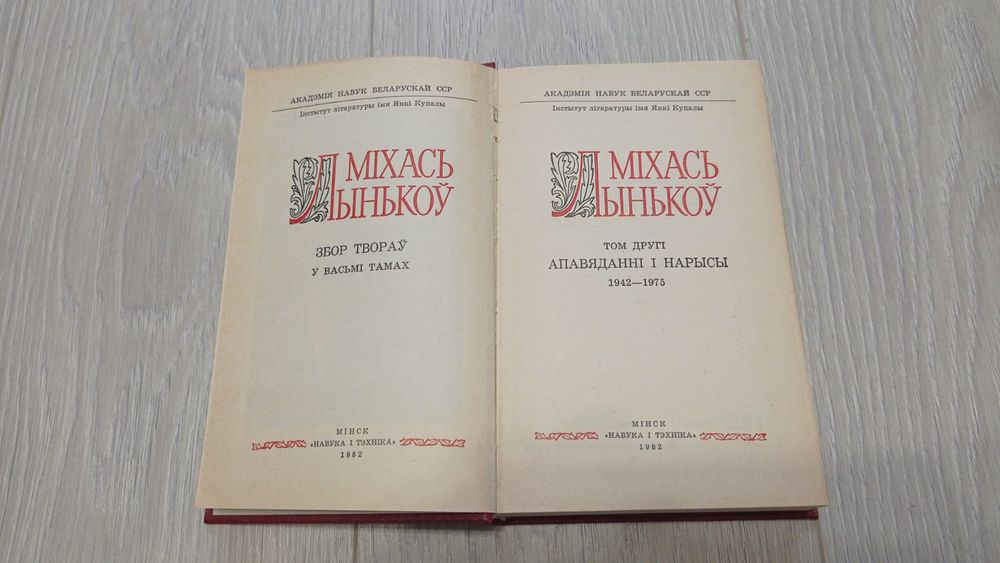 АКАДЭМІЯ НАВУК БЕЛАРУСКАЙ ССР
Інстытут літаратуры імя Янкі Купалы
МІХАСЬ
ЛЫНЬКОЎ
ЗБОР ТВОРАЎ
У ВАСЬМІ ТАМАХ
МІНСК
«НАВУКА І ТЭХНІКА»
1982
АКАДЭМІЯ НАВУК БЕЛАРУСКАЙ ССР
Інстытут літаратуры імя Янкі Купалы
МІХАСЬ
ЛЫНЬКОЎ
ТОМ ДРУГІ
АПАВЯДАННІ І НАРЫСЫ
1942—1975
МІНСК
«НАВУКА І ТЭХНІКА»
1982